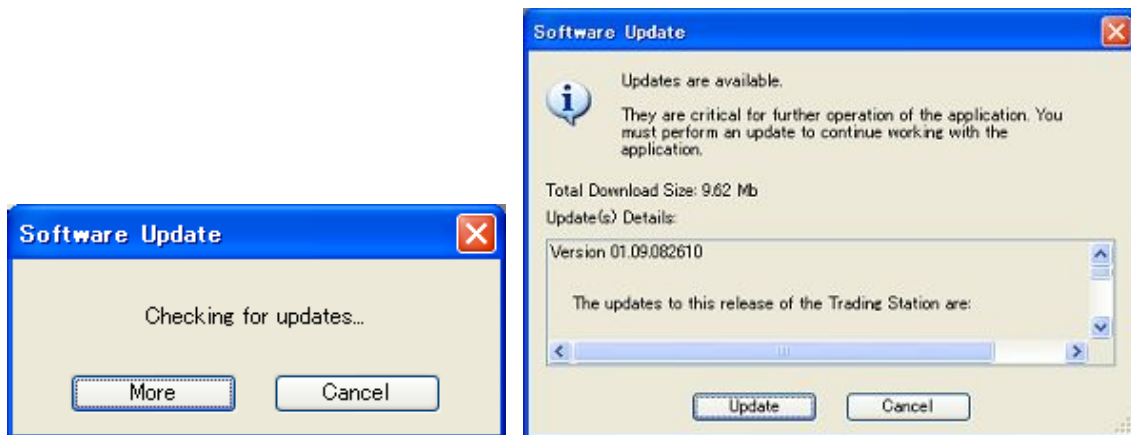 Software Update
Checking for updates...
More
Cancel
Software Update
Updates are available.
They are critical for further operation of the application. You
must perform an update to continue working with the
application.
Total Download Size: 9.62 Mb
Update(s) Details:
Version 01.09.082610
The updates to this release of the Trading Station are:
Update
Cancel